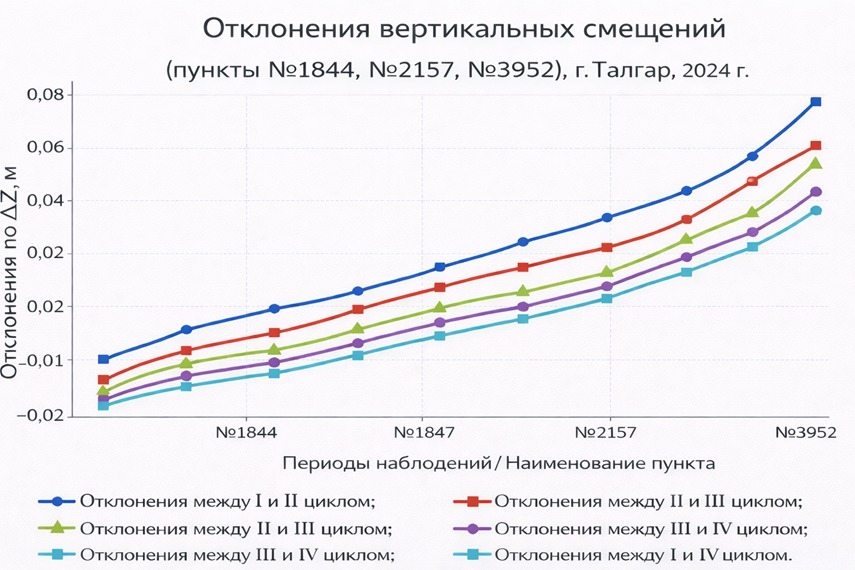 Отклонения вертикальных смещений
(пункты №1844, №2157, №3952), г. Талгар, 2024 г.
Отıслонения по ΔZ, м
0,08
0,06
0,04
0,02
0,02
-0,01
-0,02
№1844 №1847 №2157 №3952
Периоды наблодений/Наименование пункта
Отклонения между I и II циклом; Отклонения между II и III циклом;
Отклонения между II и III циклом; Отклонения между III и IV циклом;
Отклонения между III и IV циклом; Отклонения между I и IV циклом.